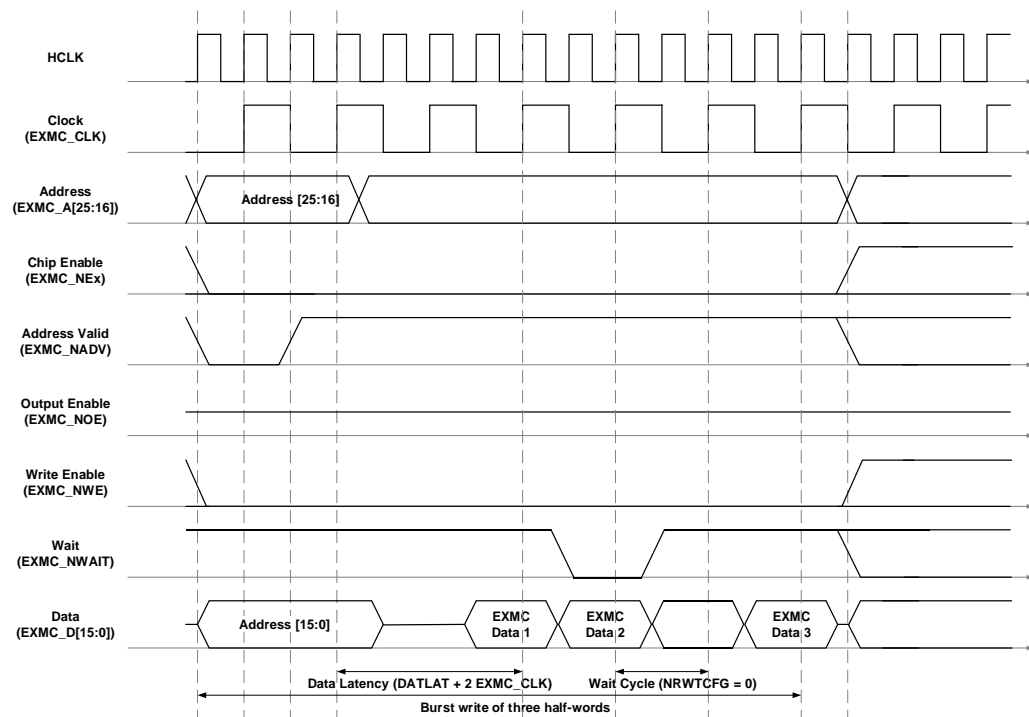 HCLK
Clock
(EXMC_CLK)
Address
(EXMC_A[25:16])
Address [25:16]
Chip Enable
(EXMC_NEx)
Address Valid
(EXMC_NADV)
Output Enable
(EXMC_NOE)
Write Enable
(EXMC_NWE)
Wait
(EXMC_NWAIT)
Data
(EXMC_D[15:0])
Address [15:0]
EXMC
Data 1
EXMC
Data 2
EXMC
Data 3
Data Latency (DATLAT + 2 EXMC_CLK)
Wait Cycle (NRWTCFG = 0)
Burst write of three half-words